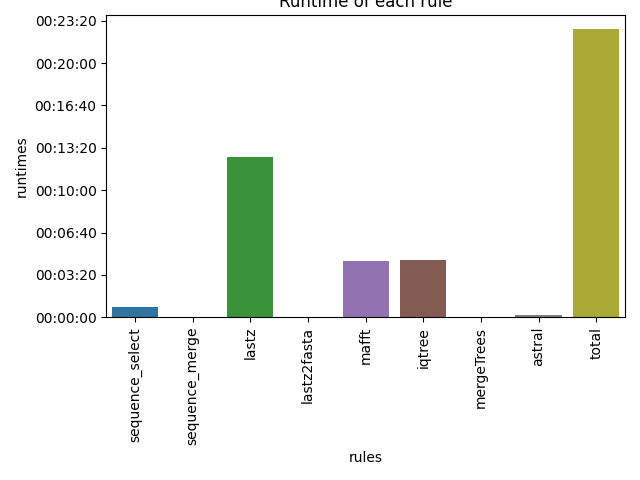 Runtime of each rule
00:23:20
00:20:00
00:16:40
00:13:20
00:10:00
00:06:40
00:03:20
00:00:00
runtimes
sequence_select
sequence_merge
lastz
lastz2fasta
mafft
iqtree
mergeTrees
astral
total
rules